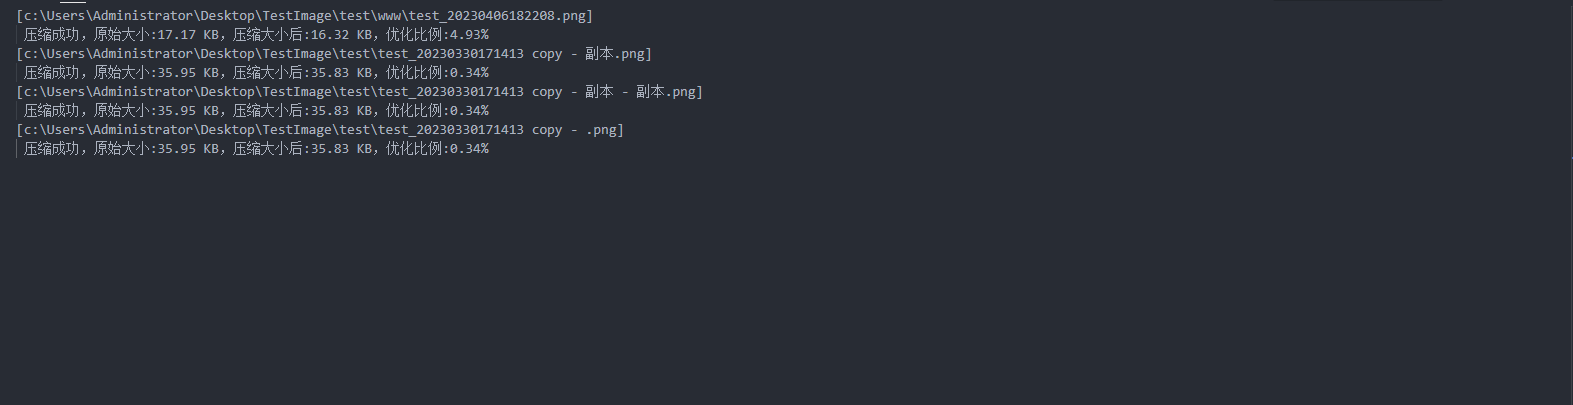 [c:\Users\Administrator\Desktop\TestImage\test\www\test_20230406182208.png]
压缩成功，原始大小:17.17 KB，压缩大小后:16.32 KB，优化比例:4.93%
[c:\Users\Administrator\Desktop\TestImage\test\test_20230330171413 copy - 副本.png]
压缩成功，原始大小:35.95 KB，压缩大小后:35.83 KB，优化比例:0.34%
[c:\Users\Administrator\Desktop\TestImage\test\test_20230330171413 copy - 副本 - 副本.png]
压缩成功，原始大小:35.95 KB，压缩大小后:35.83 KB，优化比例:0.34%
[c:\Users\Administrator\Desktop\TestImage\test\test_20230330171413 copy - .png]
压缩成功，原始大小:35.95 KB，压缩大小后:35.83 KB，优化比例:0.34%